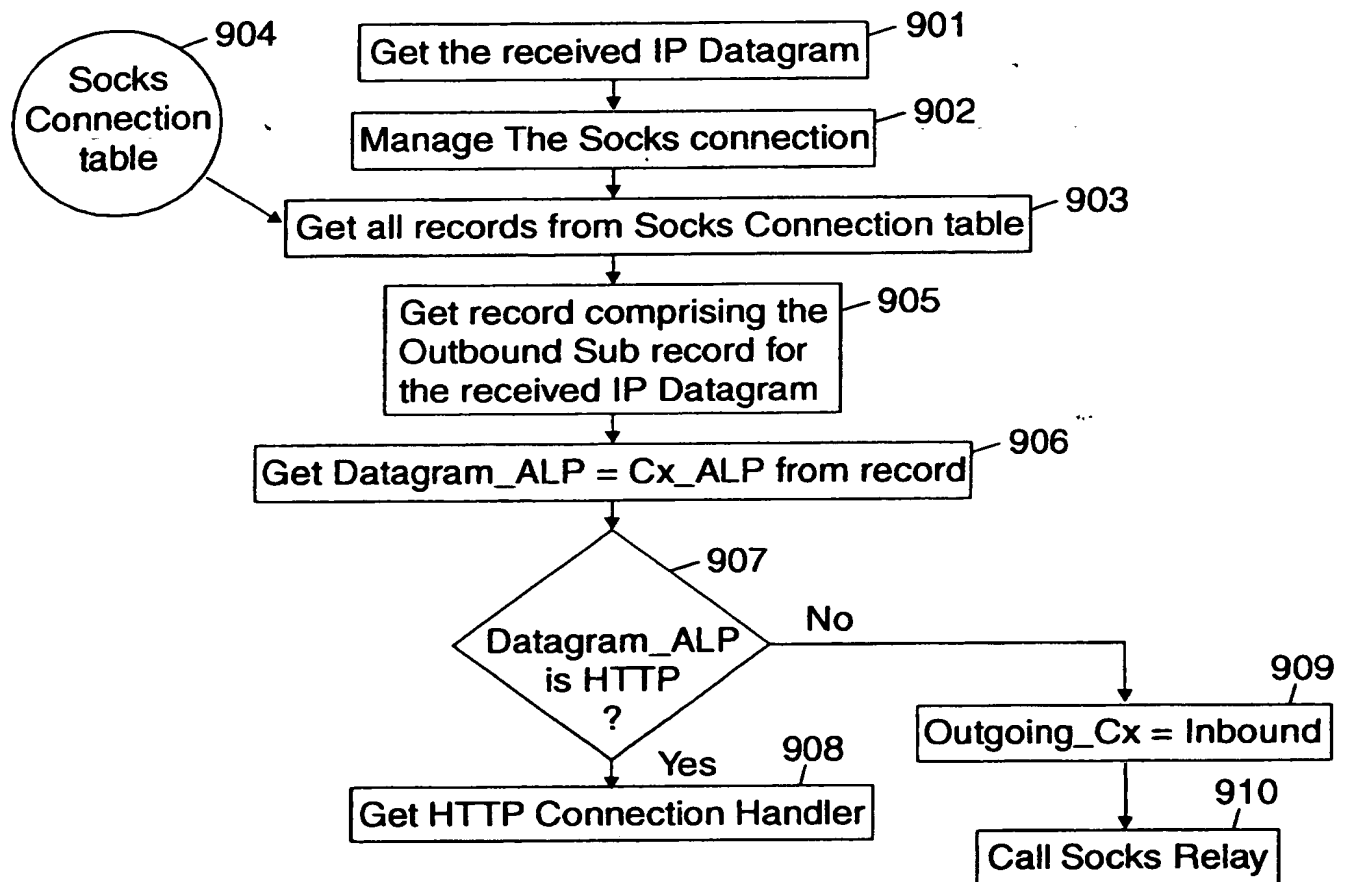 904
Socks
Connection
table
Get the received IP Datagram
901
Manage The Socks connection
902
Get all records from Socks Connection table
903
Get record comprising the
Outbound Sub record for
the received IP Datagram
905
Get Datagram_ALP = Cx_ALP from record
906
907
Datagram_ALP
is HTTP
?
No
Yes
908
Get HTTP Connection Handler
909
Outgoing_Cx = Inbound
910
Call Socks Relay